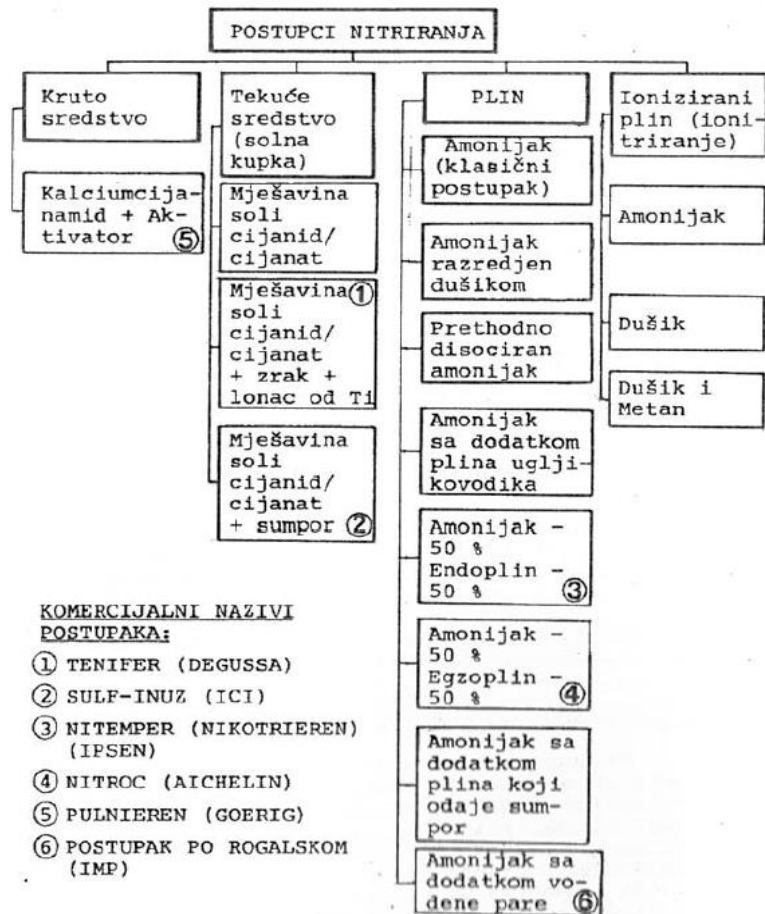 POSTUPCI NITRIRANJA
Kruto
sredstvo
Kalciumcija-
namid + Ak-
tivator ⑤
Tekuće
sredstvo
(solna
kupka)
Mješavina
soli
cijanid/
cijanat
Mješavina ①
soli
cijanid/
cijanat
+ zrak +
lonac od Ti
Mješavina
soli
cijanid/
cijanat
+ sumpor ②
PLIN
Amonijak
(klasični
postupak)
Amonijak
razredjen
dušikom
Prethodno
disociran
amonijak
Amonijak
sa dodatkom
plina uglji-
kovodika
Amonijak -
50 %
Endoplin -
50 % ③
Amonijak -
50 %
Egzoplin -
50 % ④
Amonijak sa
dodatkom
plina koji
odaje sum-
por
Amonijak sa
dodatkom vo-
dene pare ⑥
Ionizirani
plin (ioni-
triranje)
Amonijak
Dušik
Dušik i
Metan
KOMERCIJALNI NAZIVI
POSTUPAKA:
① TENIFER (DEGUSSA)
② SULF-INUZ (ICI)
③ NITEMPER (NIKOTRIEREN)
(IPSEN)
④ NITROC (AICHELIN)
⑤ PULNIEREN (GOERIG)
⑥ POSTUPAK PO ROGALSKOM
(IMP)